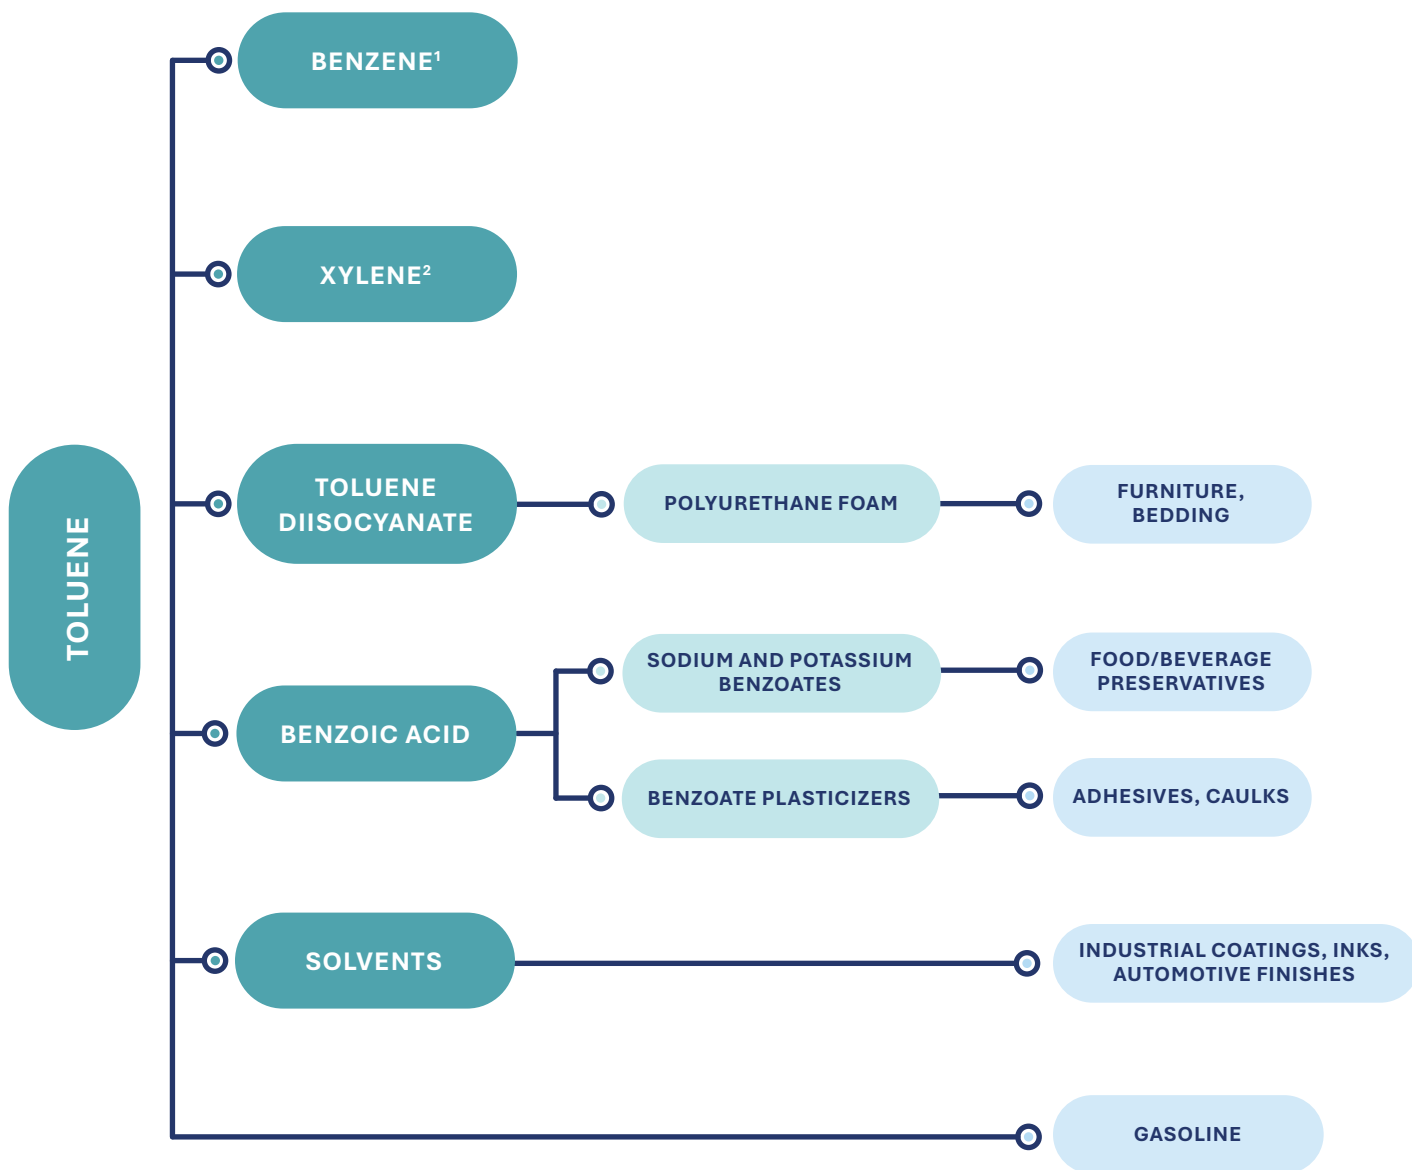 TOLUENE
BENZENE¹
XYLENE²
TOLUENE
DIISOCYANATE
POLYURETHANE FOAM
FURNITURE,
BEDDING
BENZOIC ACID
SODIUM AND POTASSIUM
BENZOATES
FOOD/BEVERAGE
PRESERVATIVES
BENZOATE PLASTICIZERS
ADHESIVES, CAULKS
SOLVENTS
INDUSTRIAL COATINGS, INKS,
AUTOMOTIVE FINISHES
GASOLINE